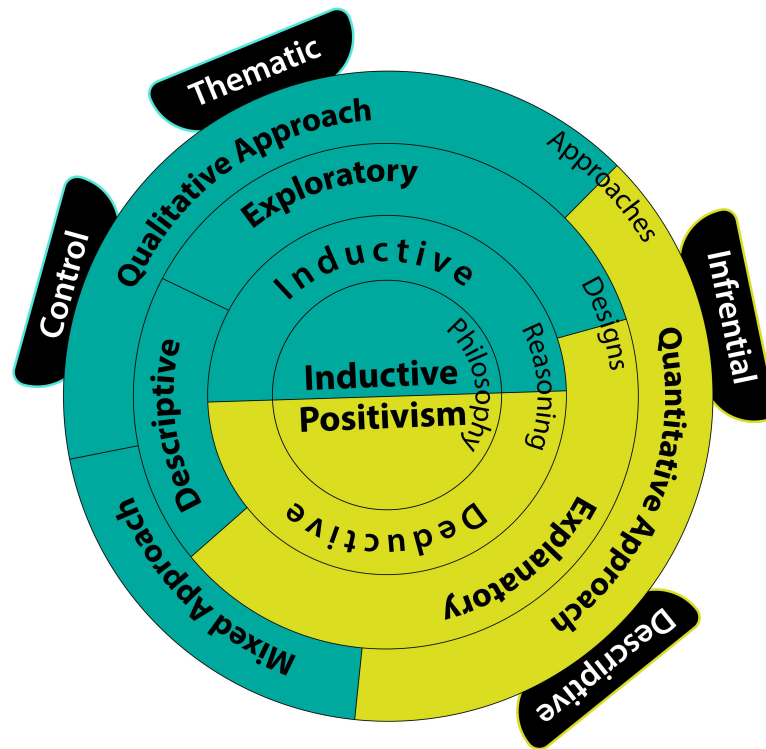 Thematic
Control
Infrential
Descriptive
Approaches
Qualitative Approach
Quantitative Approach
Mixed Approach
Designs
Exploratory
Descriptive
Explanatory
Reasoning
Inductive
Deductive
Philosophy
Inductive
Positivism